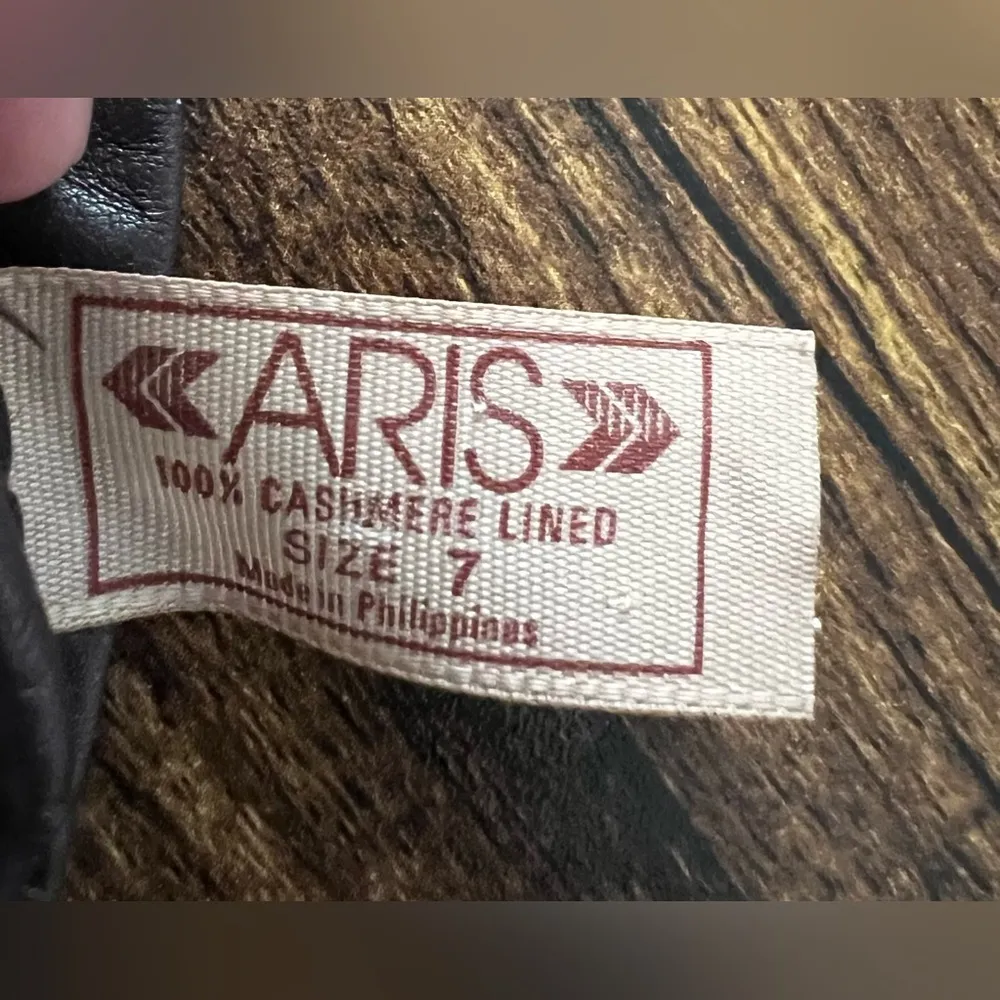 ARIS
100% CASHMERE LINED
SIZE 7
Made in Philippines